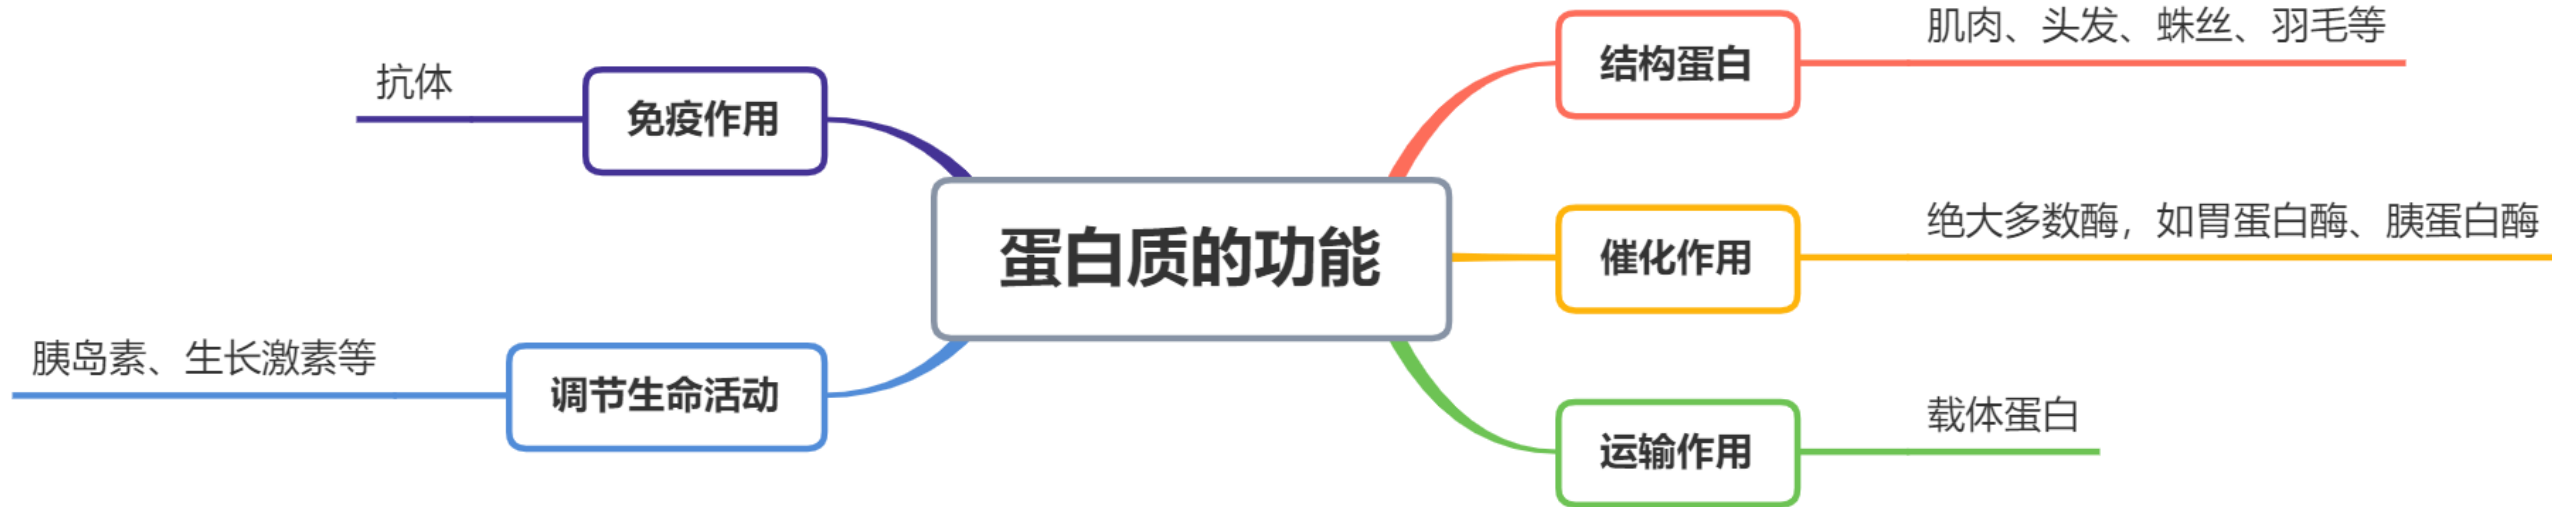 蛋白质的功能
结构蛋白
肌肉、头发、蛛丝、羽毛等
催化作用
绝大多数酶，如胃蛋白酶、胰蛋白酶
运输作用
载体蛋白
免疫作用
抗体
调节生命活动
胰岛素、生长激素等